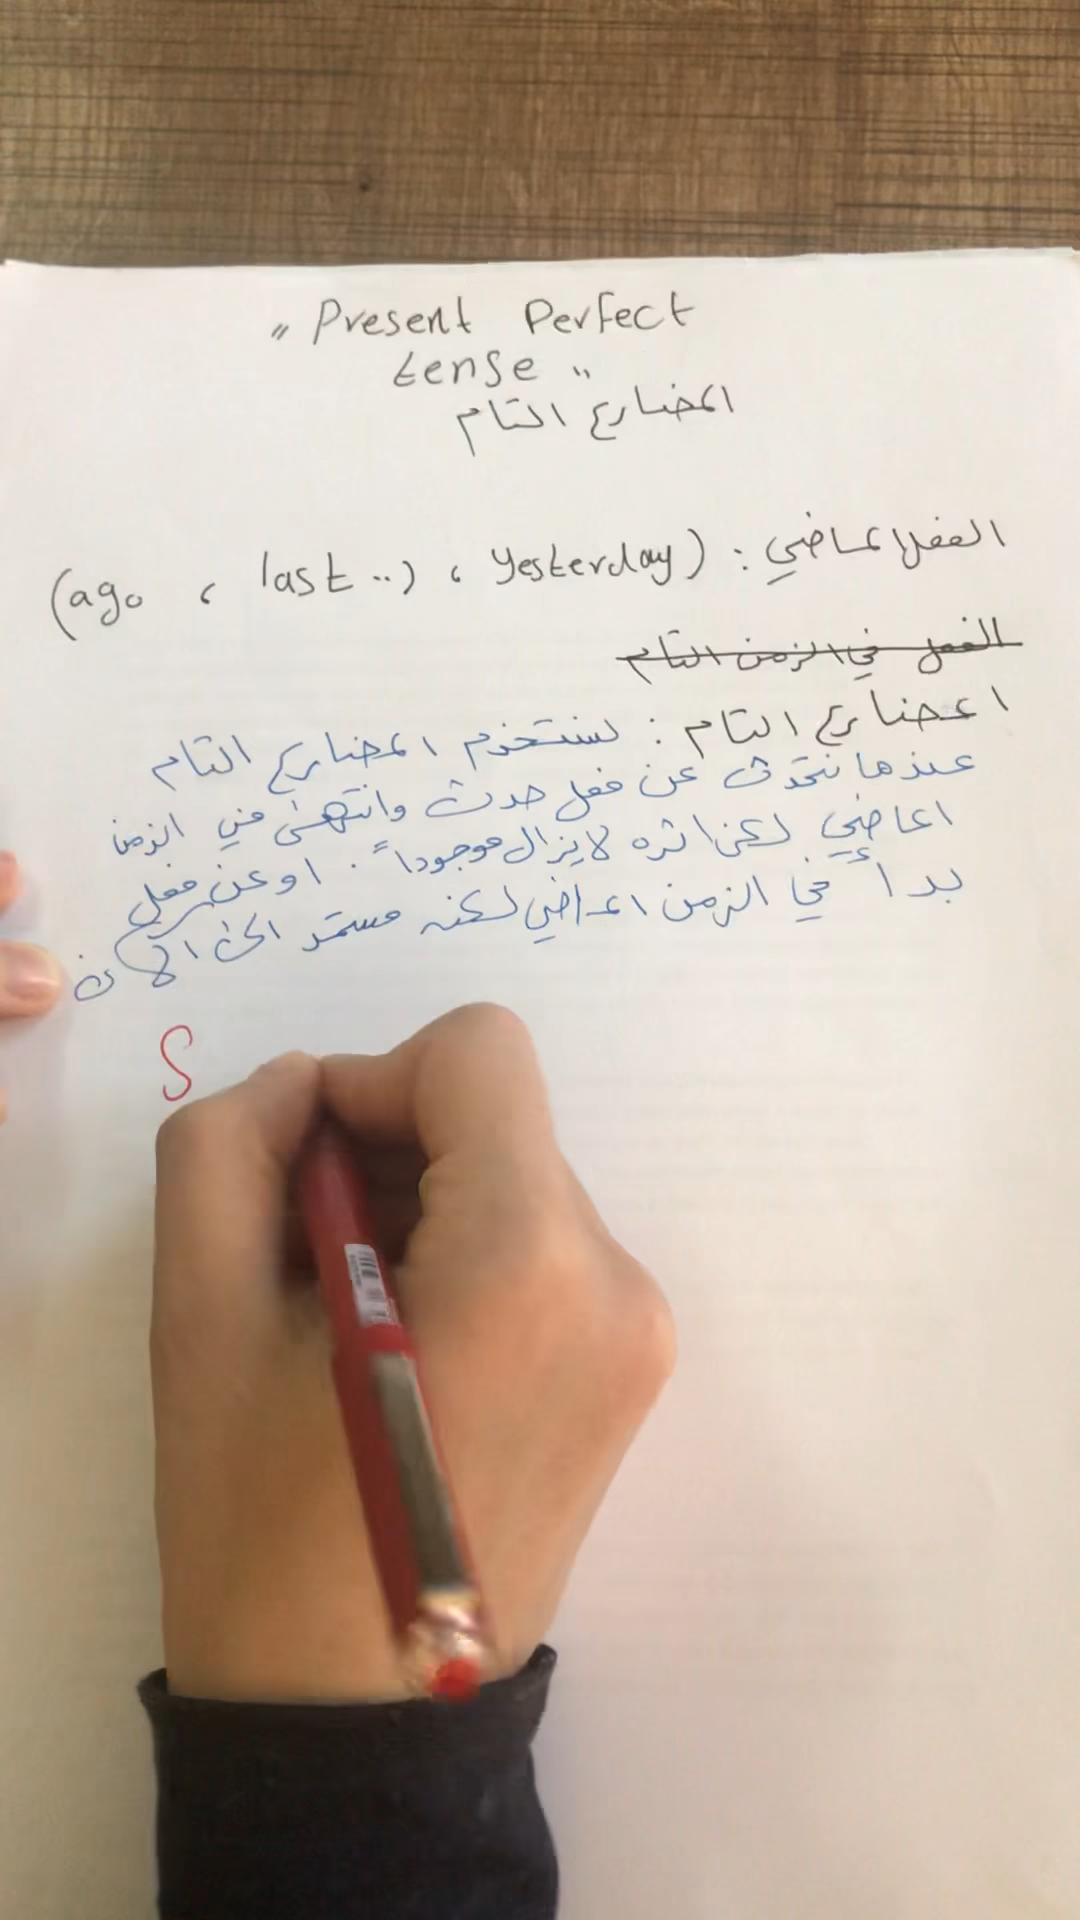 " Present Perfect
tense "
المضارع التام
الفعل الماضي : (ago ، last ..) ، Yesterday)
الفعل في الزمن التام
المضارع التام : نستخدم المضارع التام
عندما نتحدث عن فعل حدث وانتهى في الزمن
الماضي لكن اثره لا يزال موجوداً . او عن فعل
بدأ في الزمن الماضي لكنه مستمر الى الآن
S